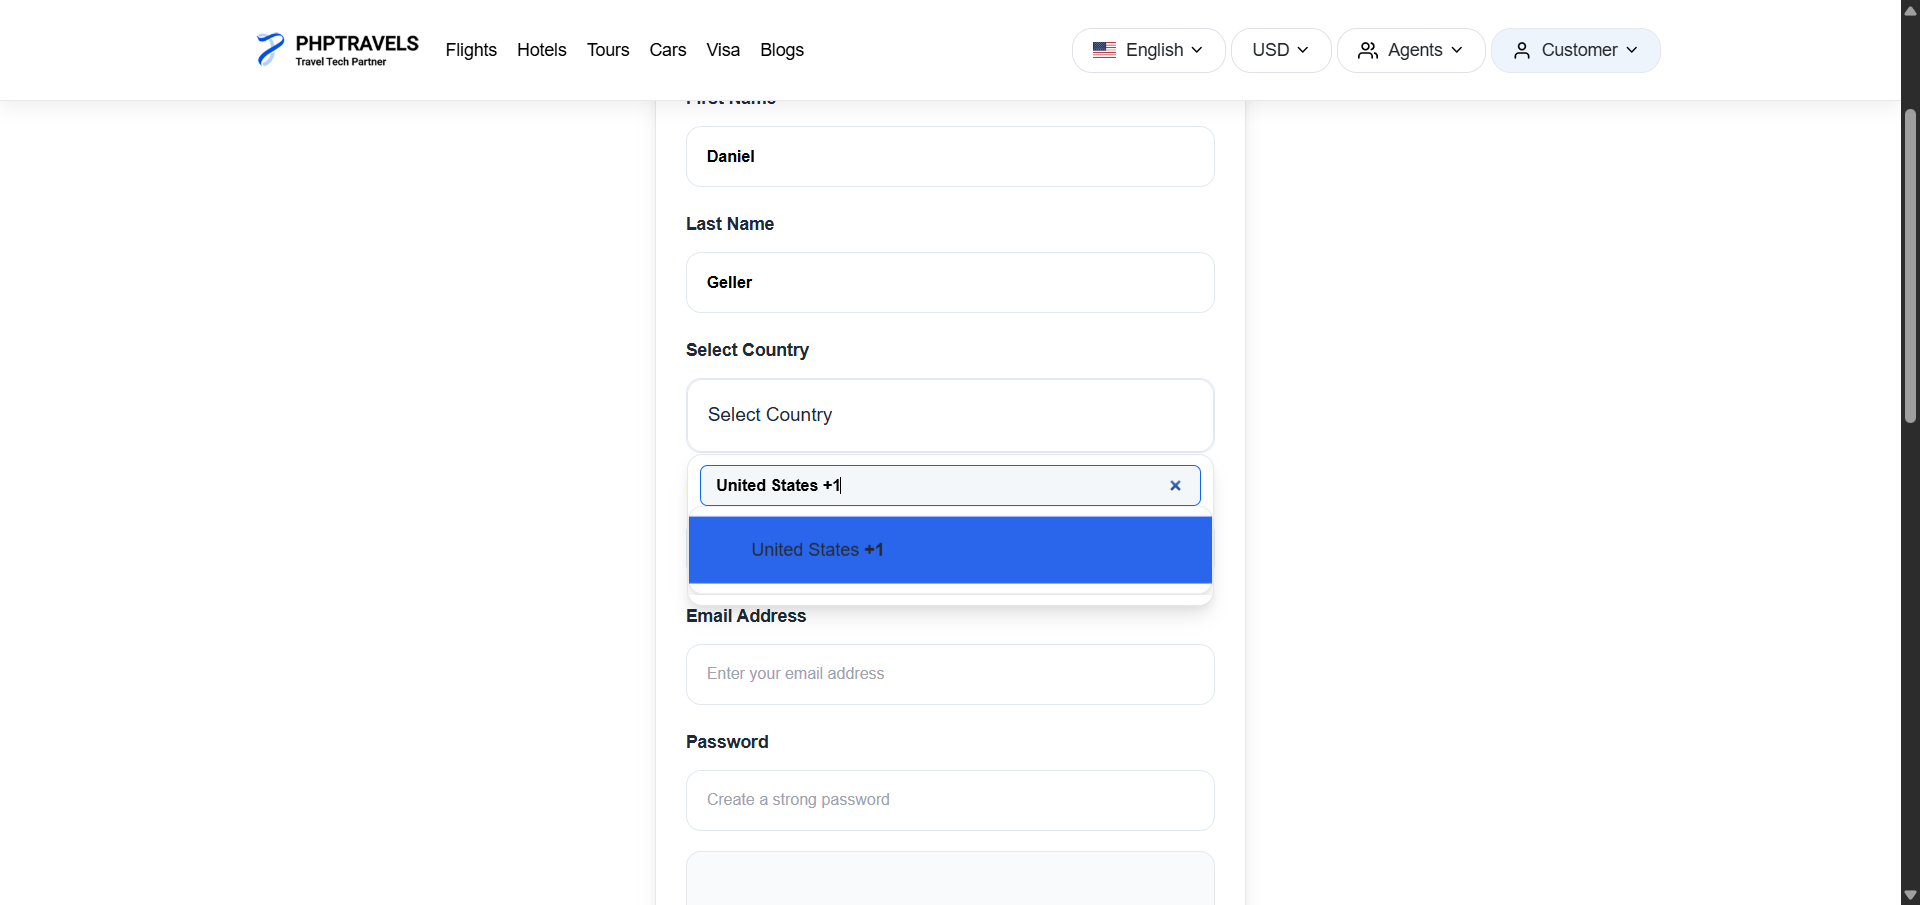 PHPTRAVELS
Travel Tech Partner
Flights Hotels Tours Cars Visa Blogs
English USD Agents Customer
First Name
Daniel
Last Name
Geller
Select Country
Select Country
United States +1
United States +1
Email Address
Enter your email address
Password
Create a strong password